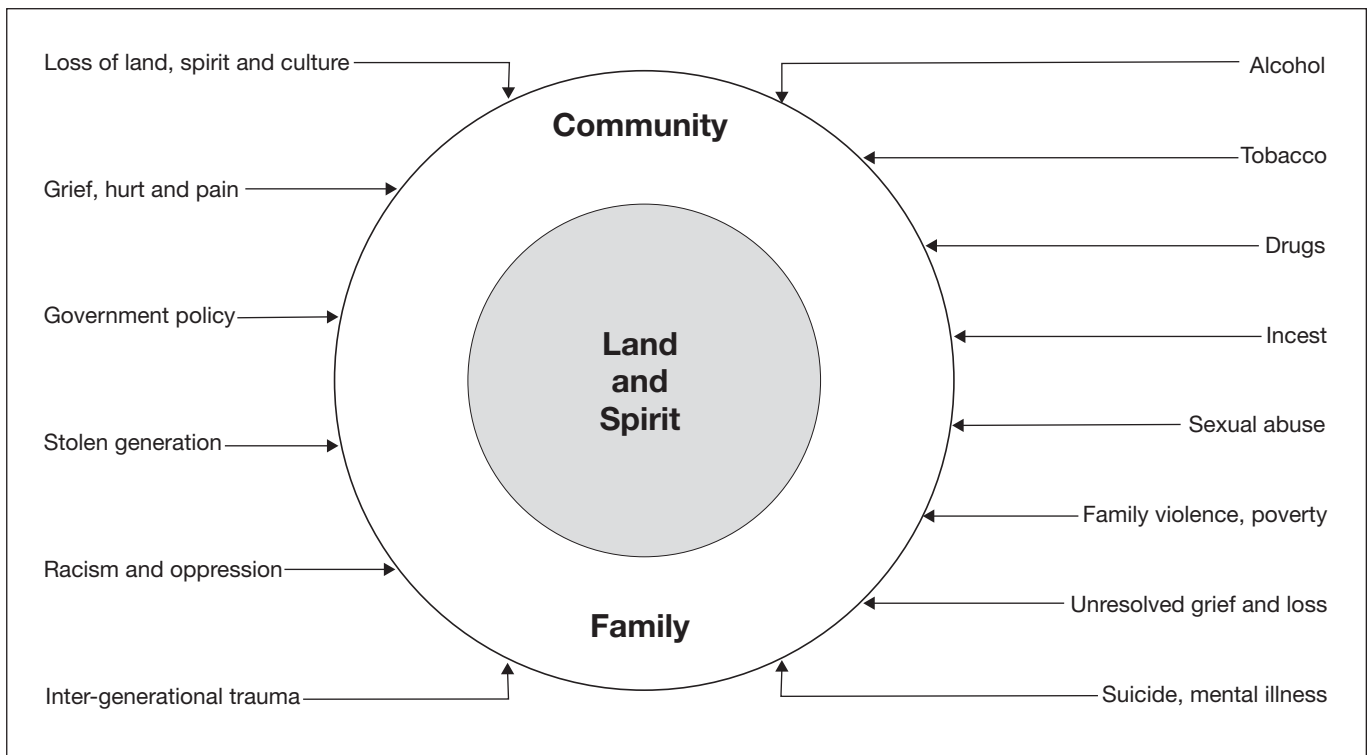 Loss of land, spirit and culture
Grief, hurt and pain
Government policy
Stolen generation
Racism and oppression
Inter-generational trauma
Community
Land
and
Spirit
Family
Alcohol
Tobacco
Drugs
Incest
Sexual abuse
Family violence, poverty
Unresolved grief and loss
Suicide, mental illness